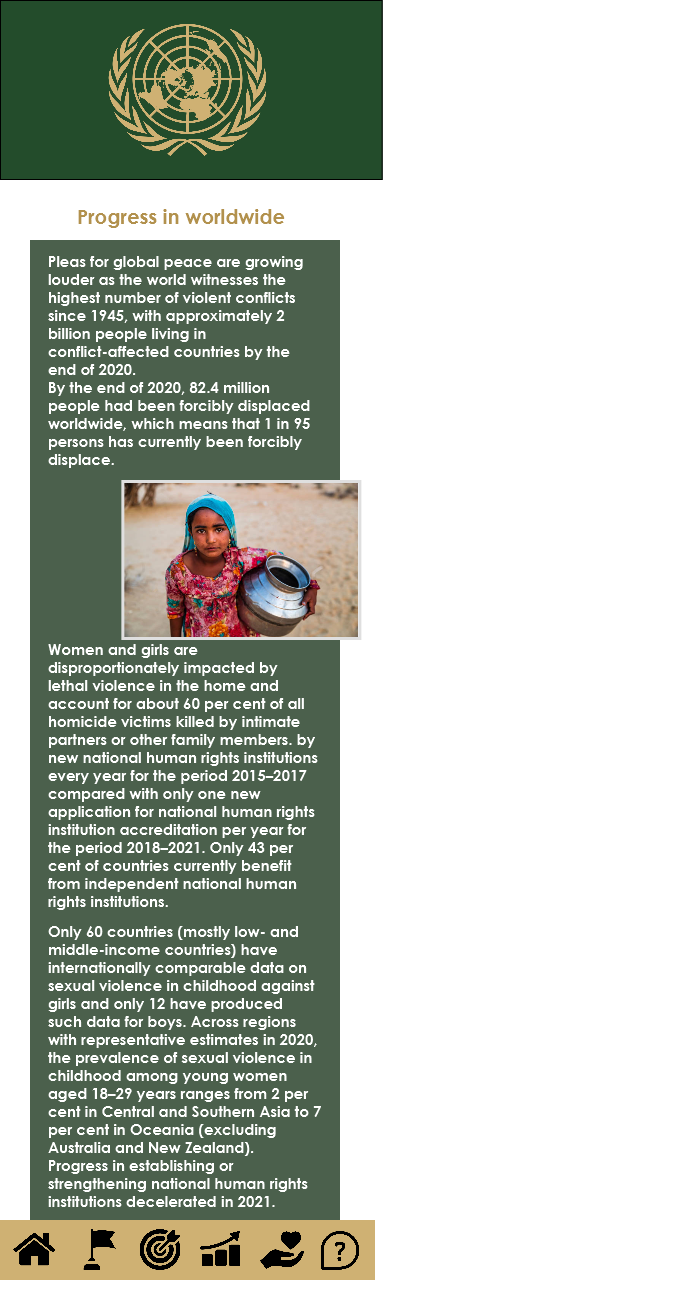 Progress in worldwide
Pleas for global peace are growing
louder as the world witnesses the
highest number of violent conflicts
since 1945, with approximately 2
billion people living in
conflict-affected countries by the
end of 2020.
By the end of 2020, 82.4 million
people had been forcibly displaced
worldwide, which means that 1 in 95
persons has currently been forcibly
displace.
Women and girls are
disproportionately impacted by
lethal violence in the home and
account for about 60 per cent of all
homicide victims killed by intimate
partners or other family members. by
new national human rights institutions
every year for the period 2015–2017
compared with only one new
application for national human rights
institution accreditation per year for
the period 2018–2021. Only 43 per
cent of countries currently benefit
from independent national human
rights institutions.
Only 60 countries (mostly low- and
middle-income countries) have
internationally comparable data on
sexual violence in childhood against
girls and only 12 have produced
such data for boys. Across regions
with representative estimates in 2020,
the prevalence of sexual violence in
childhood among young women
aged 18–29 years ranges from 2 per
cent in Central and Southern Asia to 7
per cent in Oceania (excluding
Australia and New Zealand).
Progress in establishing or
strengthening national human rights
institutions decelerated in 2021.
?